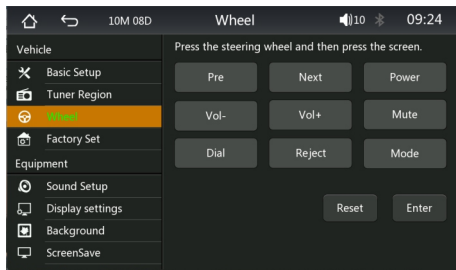 10M 08D Wheel 10 09:24
Vehicle
Press the steering wheel and then press the screen.
Basic Setup
Tuner Region
Wheel
Factory Set
Equipment
Sound Setup
Display settings
Background
ScreenSave
Pre Next Power
Vol- Vol+ Mute
Dial Reject Mode
Reset Enter